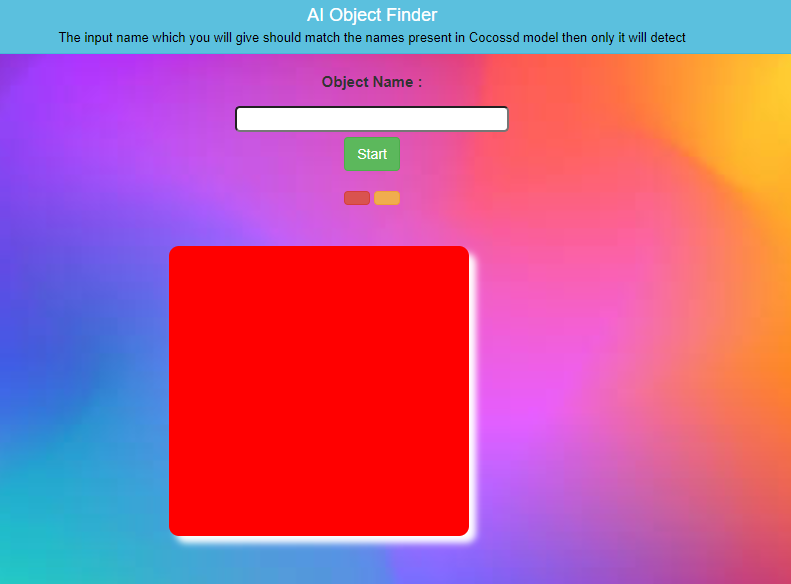 AI Object Finder
The input name which you will give should match the names present in Cocossd model then only it will detect
Object Name :
Start